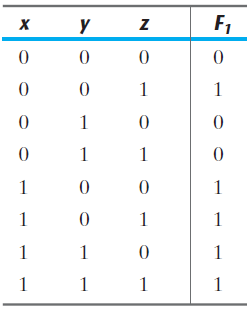 x y z F1
0 0 0 0
0 0 1 1
0 1 0 0
0 1 1 0
1 0 0 1
1 0 1 1
1 1 0 1
1 1 1 1